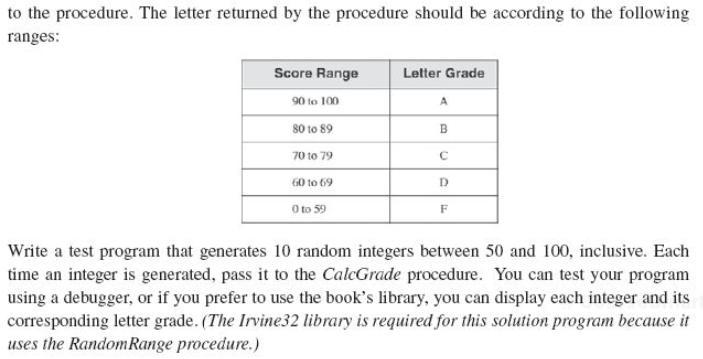 to the procedure. The letter returned by the procedure should be according to the following
ranges:
Score Range Letter Grade
90 to 100 A
80 to 89 B
70 to 79 C
60 to 69 D
0 to 59 F
Write a test program that generates 10 random integers between 50 and 100, inclusive. Each
time an integer is generated, pass it to the CalcGrade procedure. You can test your program
using a debugger, or if you prefer to use the book's library, you can display each integer and its
corresponding letter grade. (The Irvine32 library is required for this solution program because it
uses the RandomRange procedure.)